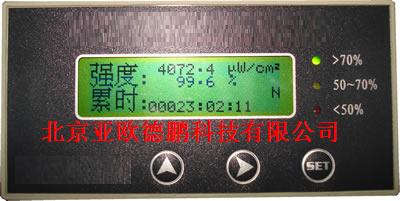 强度: 4072.4 μW/cm²
99.6 %
N
累时:00023:02:11
>70%
50~70%
<50%
北京亚欧德鹏科技有限公司
SET